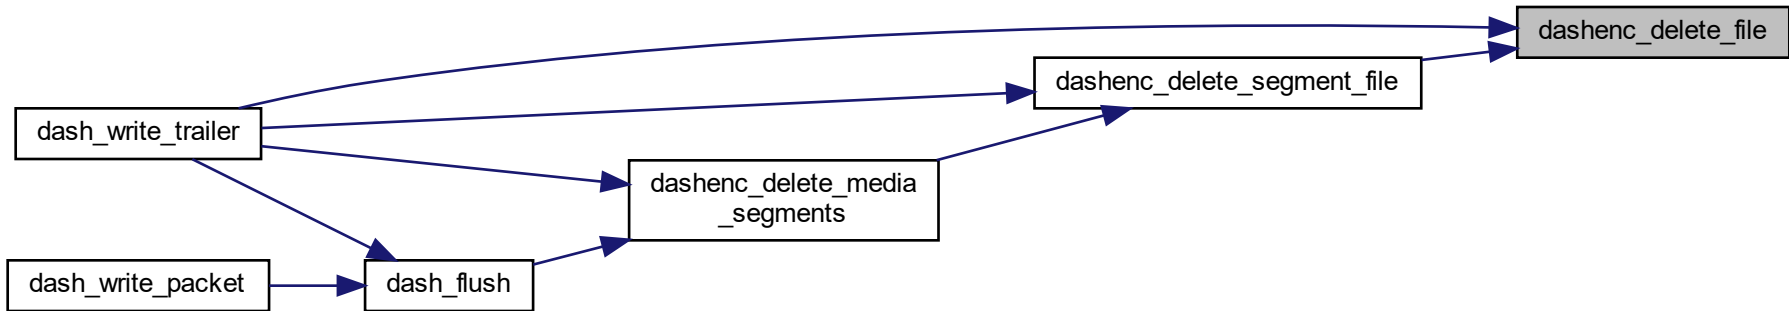 dashenc_delete_file
dashenc_delete_segment_file
dash_write_trailer
dashenc_delete_media
_segments
dash_write_packet
dash_flush